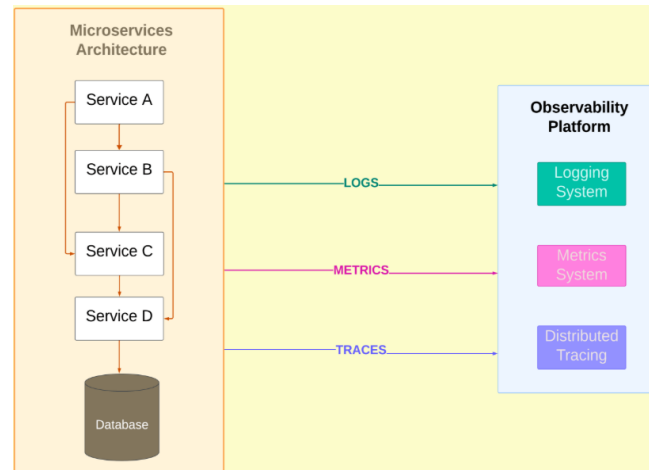 Microservices
Architecture
Service A
Service B
Service C
Service D
Database
LOGS
METRICS
TRACES
Observability
Platform
Logging
System
Metrics
System
Distributed
Tracing